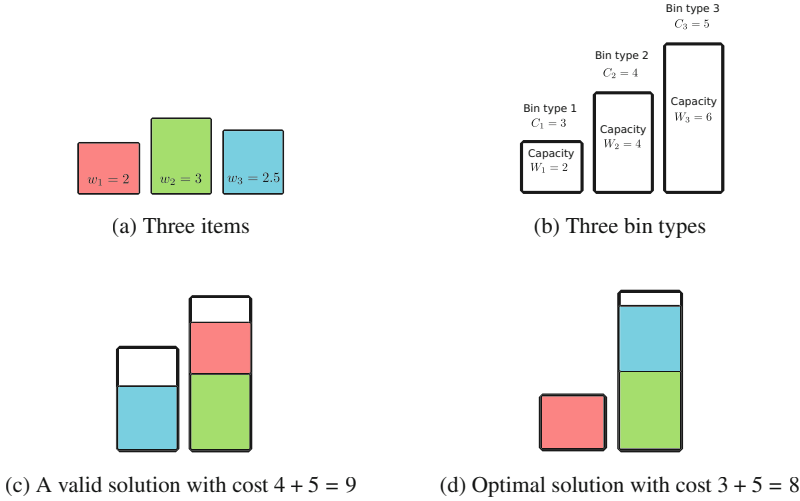 w₁ = 2
w₂ = 3
w₃ = 2.5
(a) Three items
Bin type 1
C₁ = 3
Capacity
W₁ = 2
Bin type 2
C₂ = 4
Capacity
W₂ = 4
Bin type 3
C₃ = 5
Capacity
W₃ = 6
(b) Three bin types
(c) A valid solution with cost 4 + 5 = 9
(d) Optimal solution with cost 3 + 5 = 8